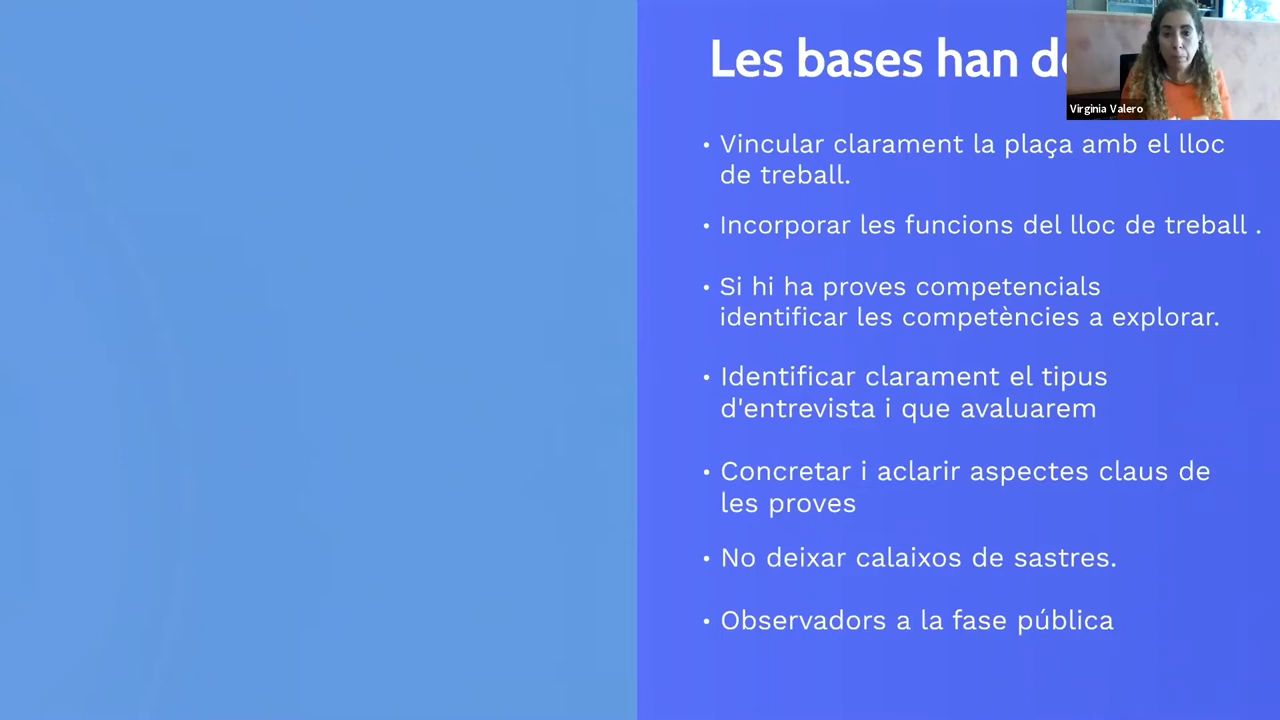 Les bases han de
Virginia Valero
• Vincular clarament la plaça amb el lloc
de treball.
• Incorporar les funcions del lloc de treball .
• Si hi ha proves competencials
identificar les competències a explorar.
• Identificar clarament el tipus
d'entrevista i que avaluarem
• Concretar i aclarir aspectes claus de
les proves
• No deixar calaixos de sastres.
• Observadors a la fase pública